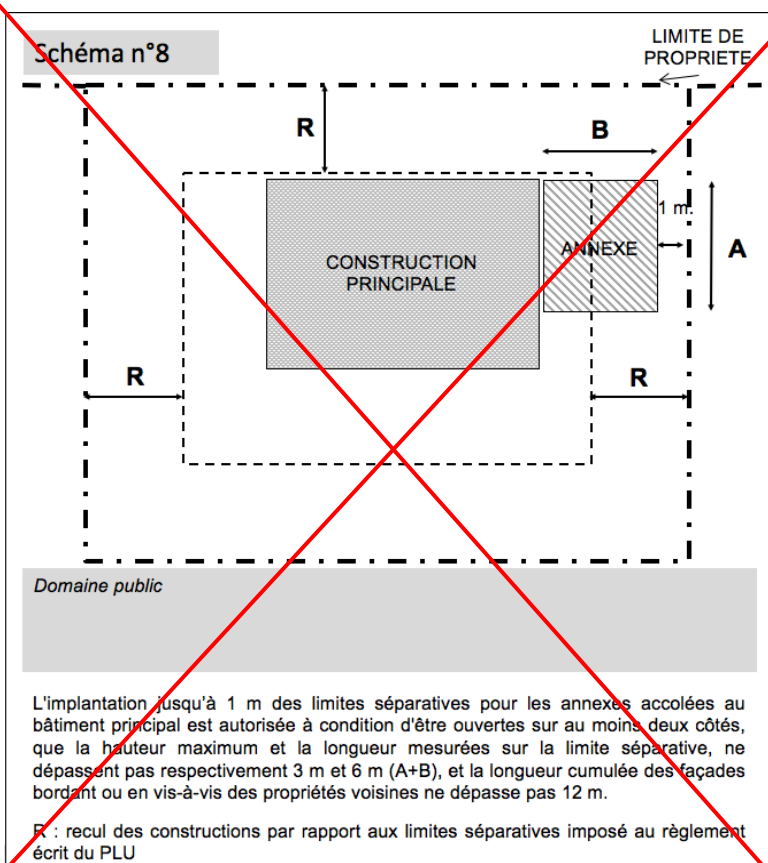 Schéma n°8
LIMITE DE
PROPRIETE
R
B
1 m.
A
ANNEXE
CONSTRUCTION
PRINCIPALE
R
R
Domaine public
L'implantation jusqu'à 1 m des limites séparatives pour les annexes accolées au
bâtiment principal est autorisée à condition d'être ouvertes sur au moins deux côtés,
que la hauteur maximum et la longueur mesurées sur la limite séparative, ne
dépassent pas respectivement 3 m et 6 m (A+B), et la longueur cumulée des façades
bordant ou en vis-à-vis des propriétés voisines ne dépasse pas 12 m.
R : recul des constructions par rapport aux limites séparatives imposé au règlement
écrit du PLU